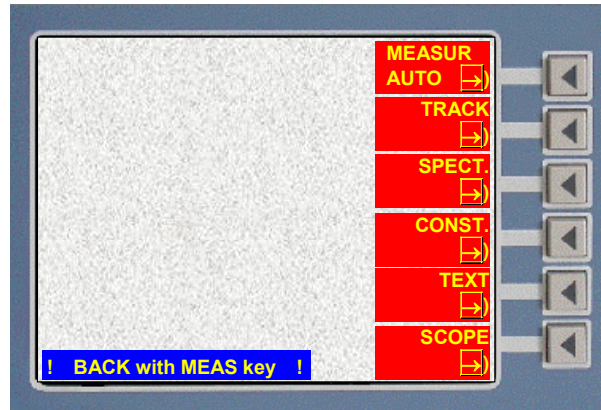 MEASUR
AUTO →)
TRACK
→)
SPECT.
→)
CONST.
→)
TEXT
→)
SCOPE
→)
! BACK with MEAS key !